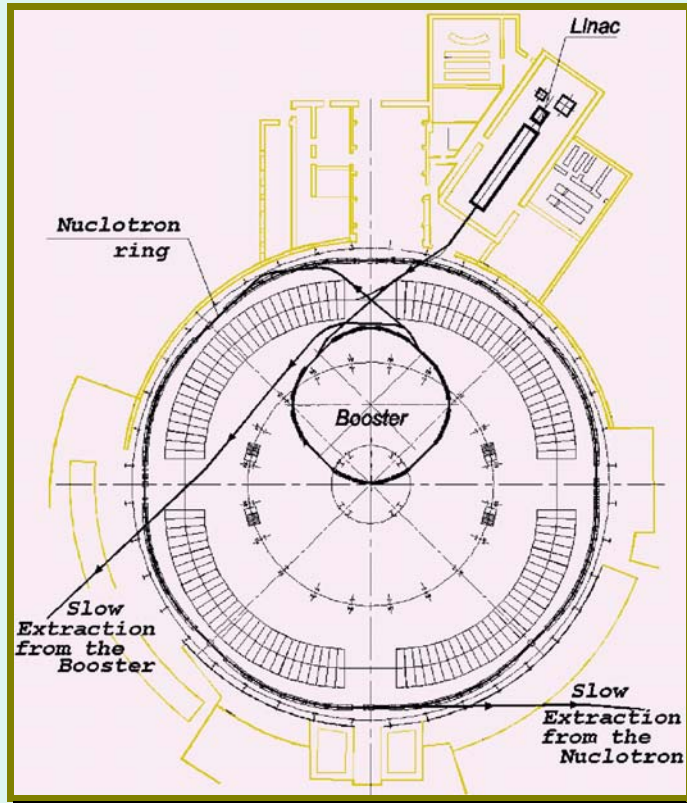 Linac
Nuclotron
ring
Booster
Slow
Extraction
from the
Booster
Slow
Extraction
from the
Nuclotron